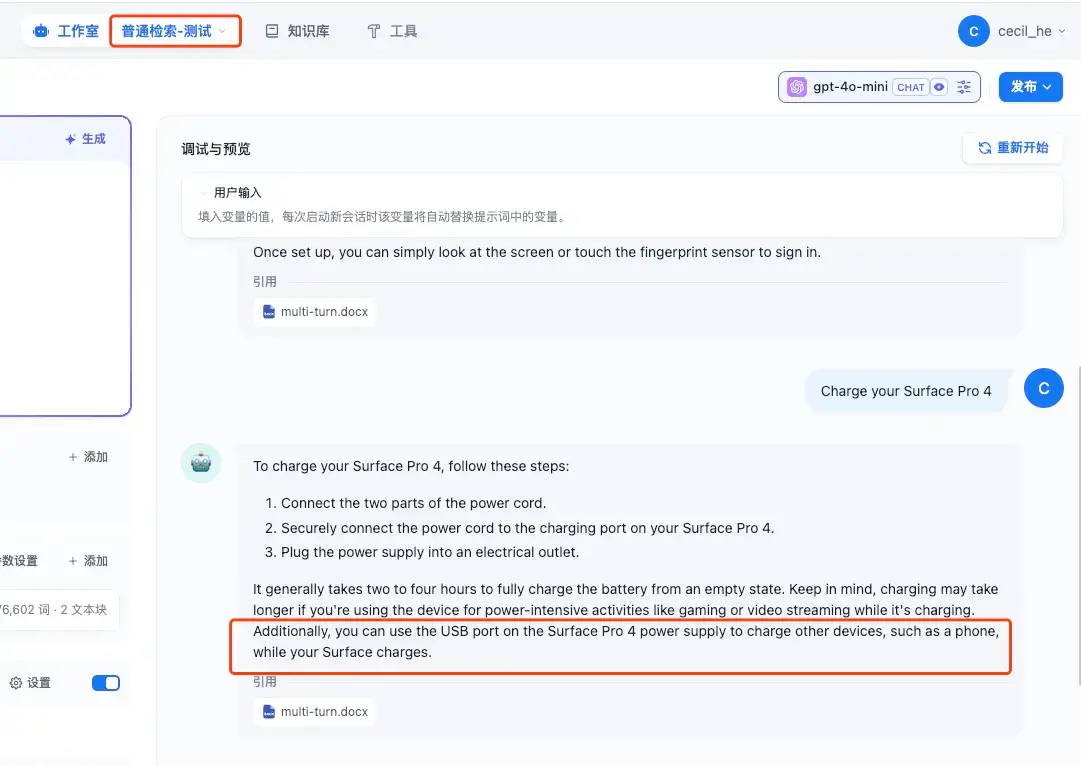 工作室 普通检索-测试 知识库 工具 C cecil_he
gpt-4o-mini CHAT 发布
生成
调试与预览 重新开始
用户输入
填入变量的值，每次启动新会话时该变量将自动替换提示词中的变量。
Once set up, you can simply look at the screen or touch the fingerprint sensor to sign in.
引用
multi-turn.docx
Charge your Surface Pro 4 C
添加
To charge your Surface Pro 4, follow these steps:
1. Connect the two parts of the power cord.
2. Securely connect the power cord to the charging port on your Surface Pro 4.
3. Plug the power supply into an electrical outlet.
数设置 添加
It generally takes two to four hours to fully charge the battery from an empty state. Keep in mind, charging may take
longer if you're using the device for power-intensive activities like gaming or video streaming while it's charging.
6,602 词 · 2 文本块
Additionally, you can use the USB port on the Surface Pro 4 power supply to charge other devices, such as a phone,
while your Surface charges.
设置
引用
multi-turn.docx